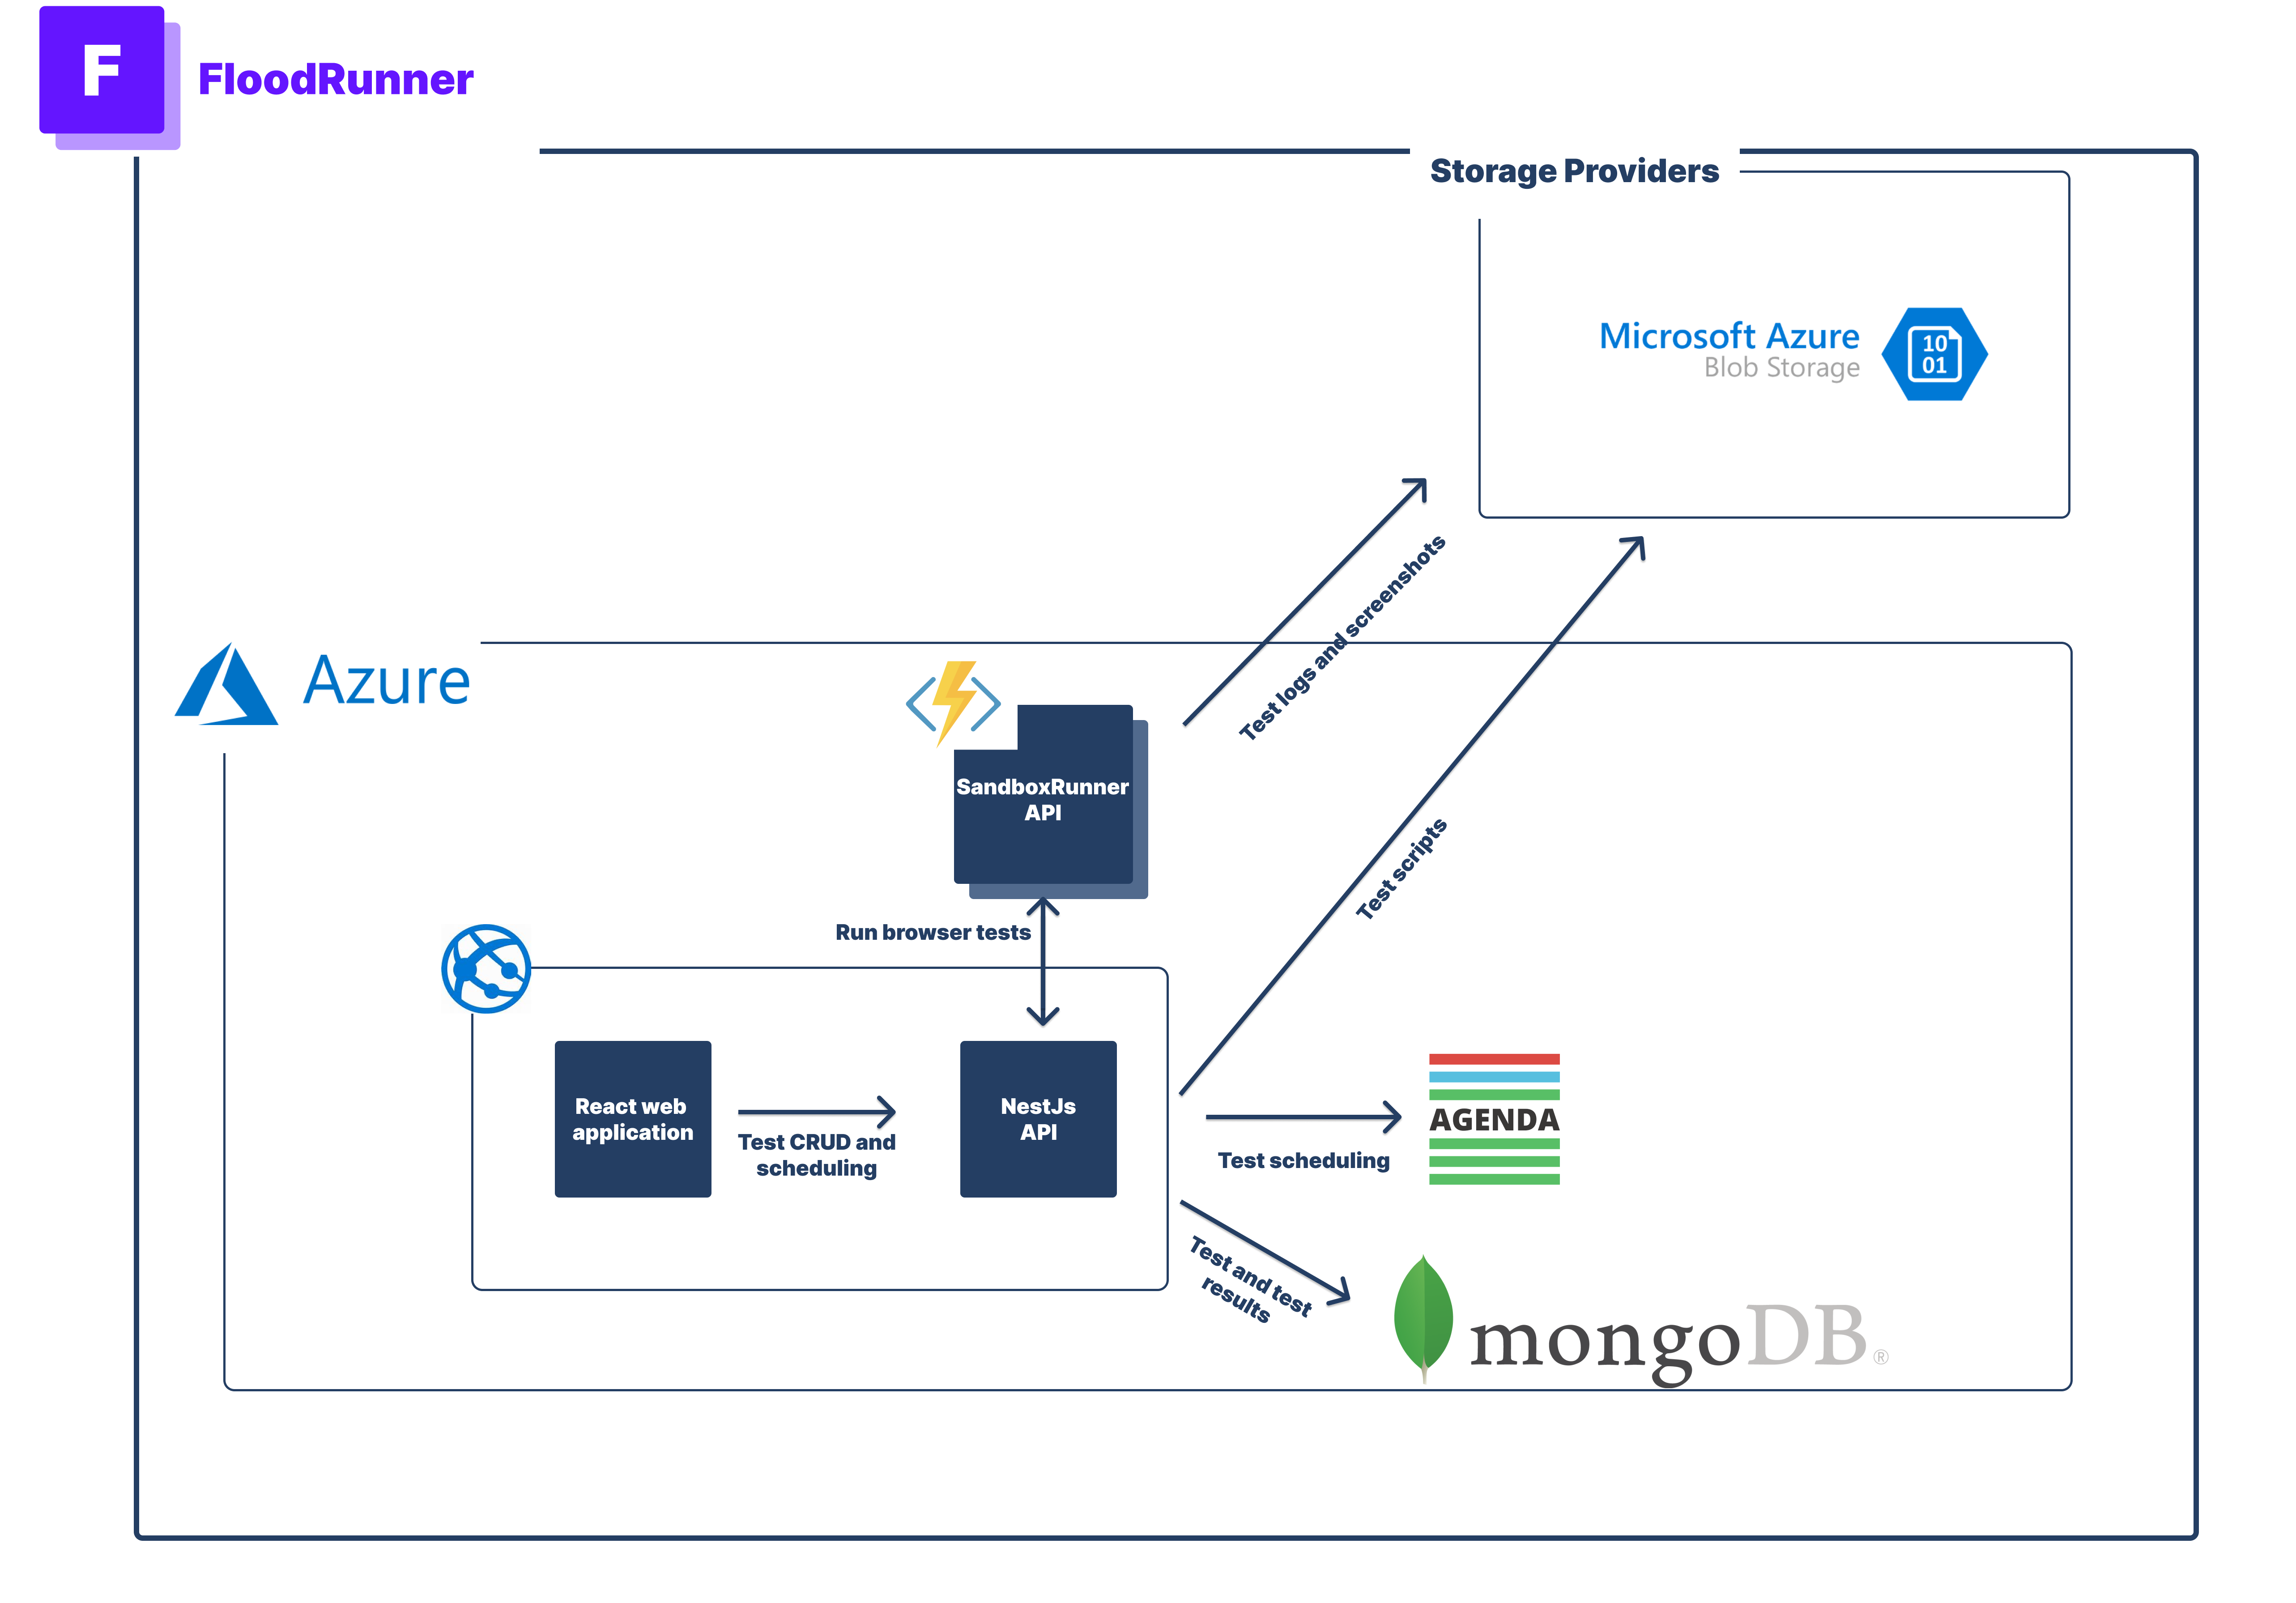 F
FloodRunner
Storage Providers
Microsoft Azure
Blob Storage
10
01
Test logs and screenshots
Azure
SandboxRunner
API
Test scripts
Run browser tests
React web
application
Test CRUD and
scheduling
NestJs
API
Test scheduling
AGENDA
Test and test
results
mongoDB®